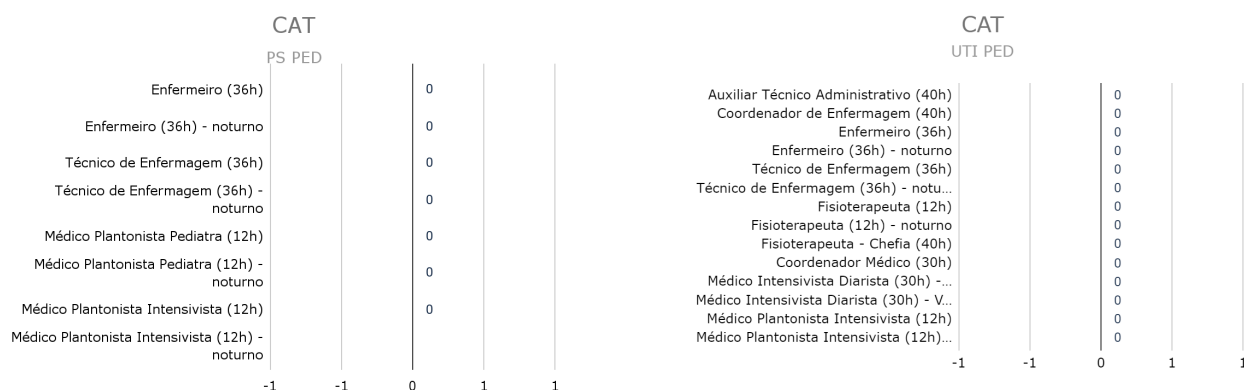 CAT
PS PED
Enfermeiro (36h)
0
Enfermeiro (36h) - noturno
0
Técnico de Enfermagem (36h)
0
Técnico de Enfermagem (36h) -
noturno
0
Médico Plantonista Pediatra (12h)
0
Médico Plantonista Pediatra (12h) -
noturno
0
Médico Plantonista Intensivista (12h)
0
Médico Plantonista Intensivista (12h) -
noturno
-1 -1 0 1 1
CAT
UTI PED
Auxiliar Técnico Administrativo (40h)
0
Coordenador de Enfermagem (40h)
0
Enfermeiro (36h)
0
Enfermeiro (36h) - noturno
0
Técnico de Enfermagem (36h)
0
Técnico de Enfermagem (36h) - notu...
0
Fisioterapeuta (12h)
0
Fisioterapeuta (12h) - noturno
0
Fisioterapeuta - Chefia (40h)
0
Coordenador Médico (30h)
0
Médico Intensivista Diarista (30h) -...
0
Médico Intensivista Diarista (30h) - V...
0
Médico Plantonista Intensivista (12h)
0
Médico Plantonista Intensivista (12h)...
0
-1 -1 0 1 1